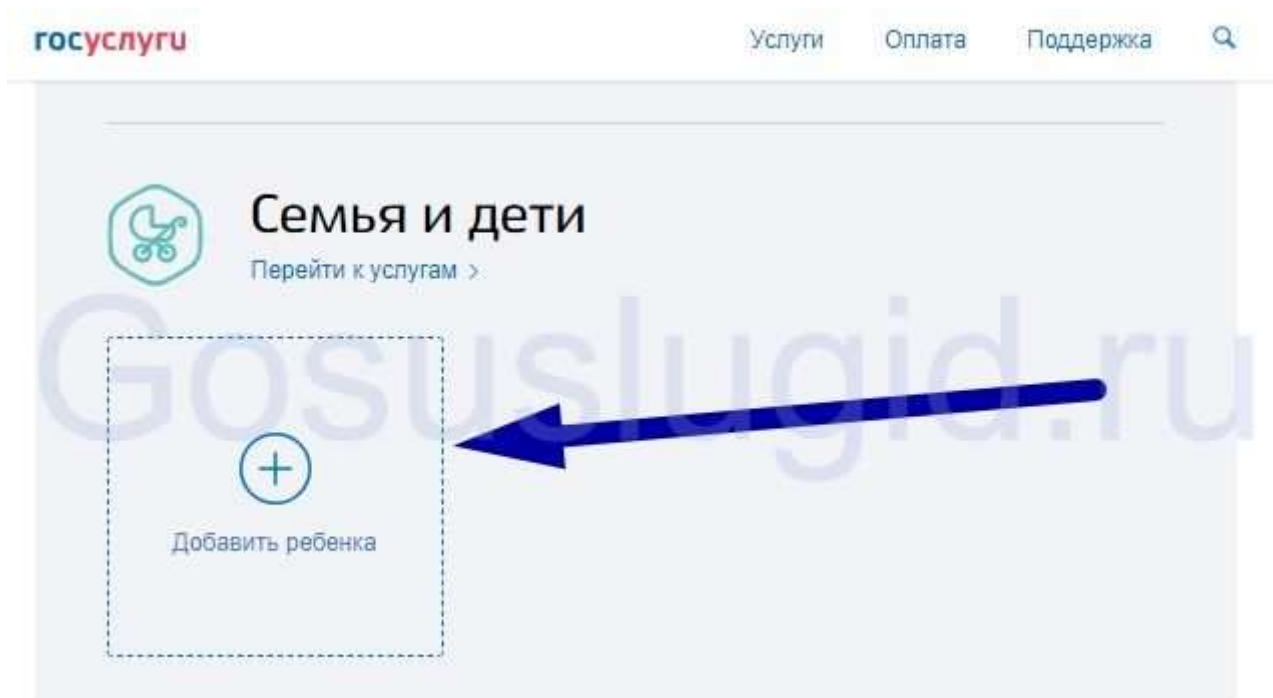 госуслуги
Услуги Оплата Поддержка
Семья и дети
Перейти к услугам >
Gosuslugid.ru
Добавить ребенка